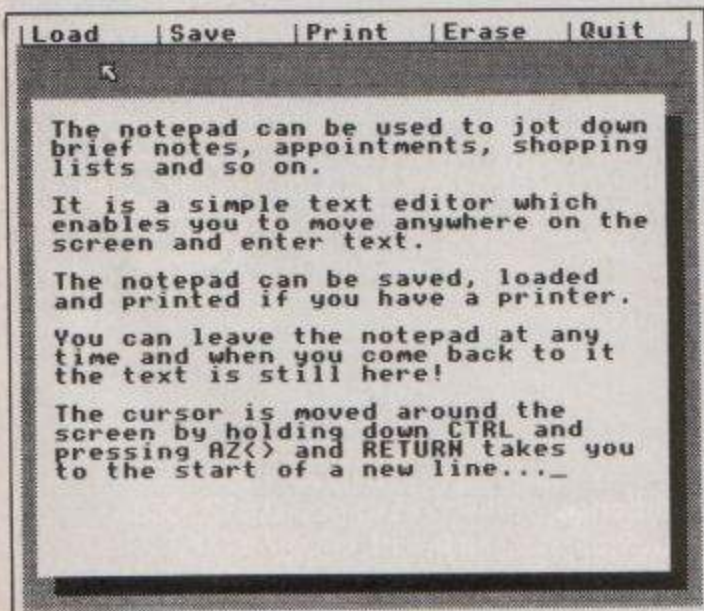 |Load |Save |Print |Erase |Quit |
The notepad can be used to jot down
brief notes, appointments, shopping
lists and so on.
It is a simple text editor which
enables you to move anywhere on the
screen and enter text.
The notepad can be saved, loaded
and printed if you have a printer.
You can leave the notepad at any
time and when you come back to it
the text is still here!
The cursor is moved around the
screen by holding down CTRL and
pressing AZ<> and RETURN takes you
to the start of a new line..._